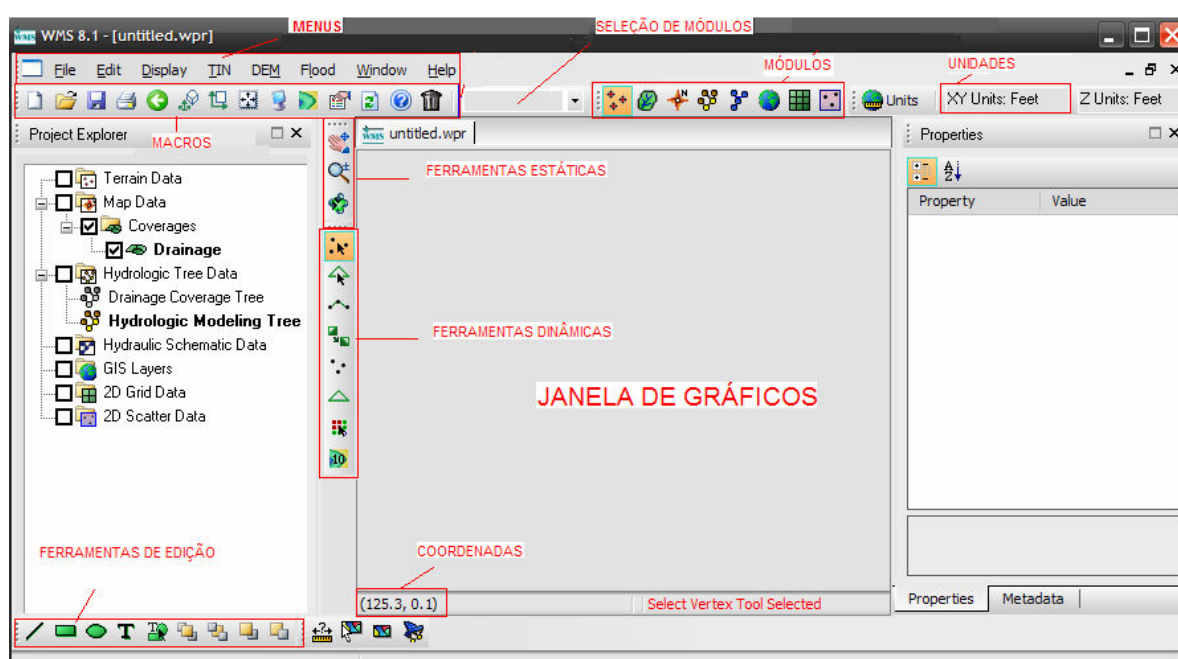 MENUS
SELEÇÃO DE MÓDULOS
WMS 8.1 - [untitled.wpr]
File Edit Display TIN DEM Flood Window Help
MÓDULOS
UNIDADES
Units
XY Units: Feet
Z Units: Feet
Project Explorer
MACROS
untitled.wpr
Properties
FERRAMENTAS ESTÁTICAS
Terrain Data
Map Data
Coverages
Drainage
Hydrologic Tree Data
Drainage Coverage Tree
Hydrologic Modeling Tree
Hydraulic Schematic Data
GIS Layers
2D Grid Data
2D Scatter Data
Property Value
FERRAMENTAS DINÂMICAS
JANELA DE GRÁFICOS
10
FERRAMENTAS DE EDIÇÃO
COORDENADAS
(125.3, 0.1)
Select Vertex Tool Selected
Properties Metadata
T